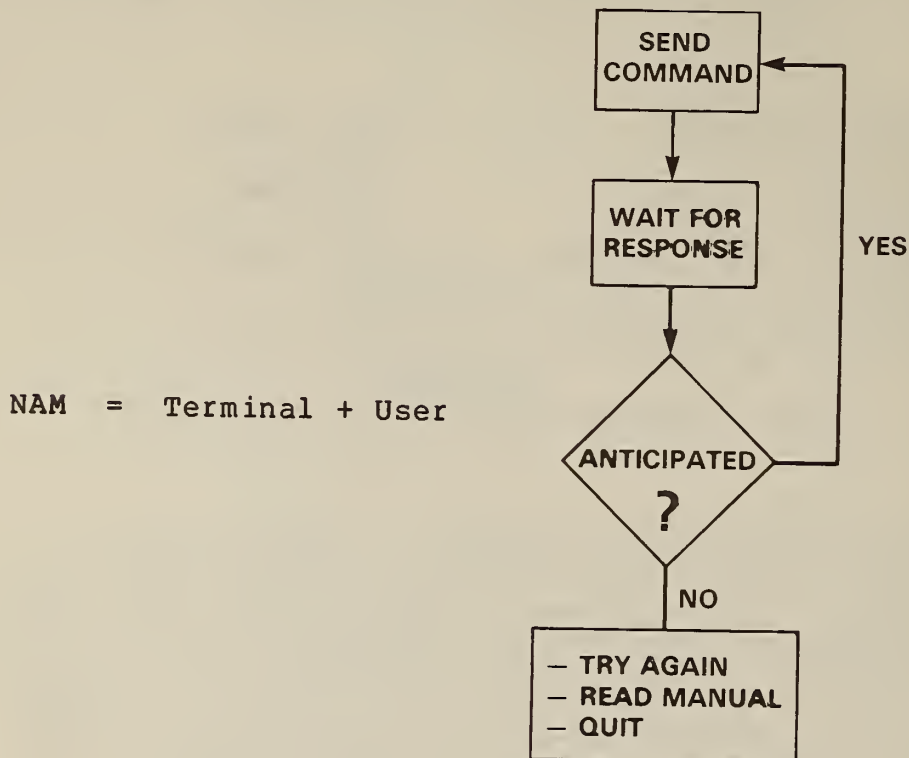 SEND
COMMAND
WAIT FOR
RESPONSE
YES
NAM = Terminal + User
ANTICIPATED
?
NO
– TRY AGAIN
– READ MANUAL
– QUIT